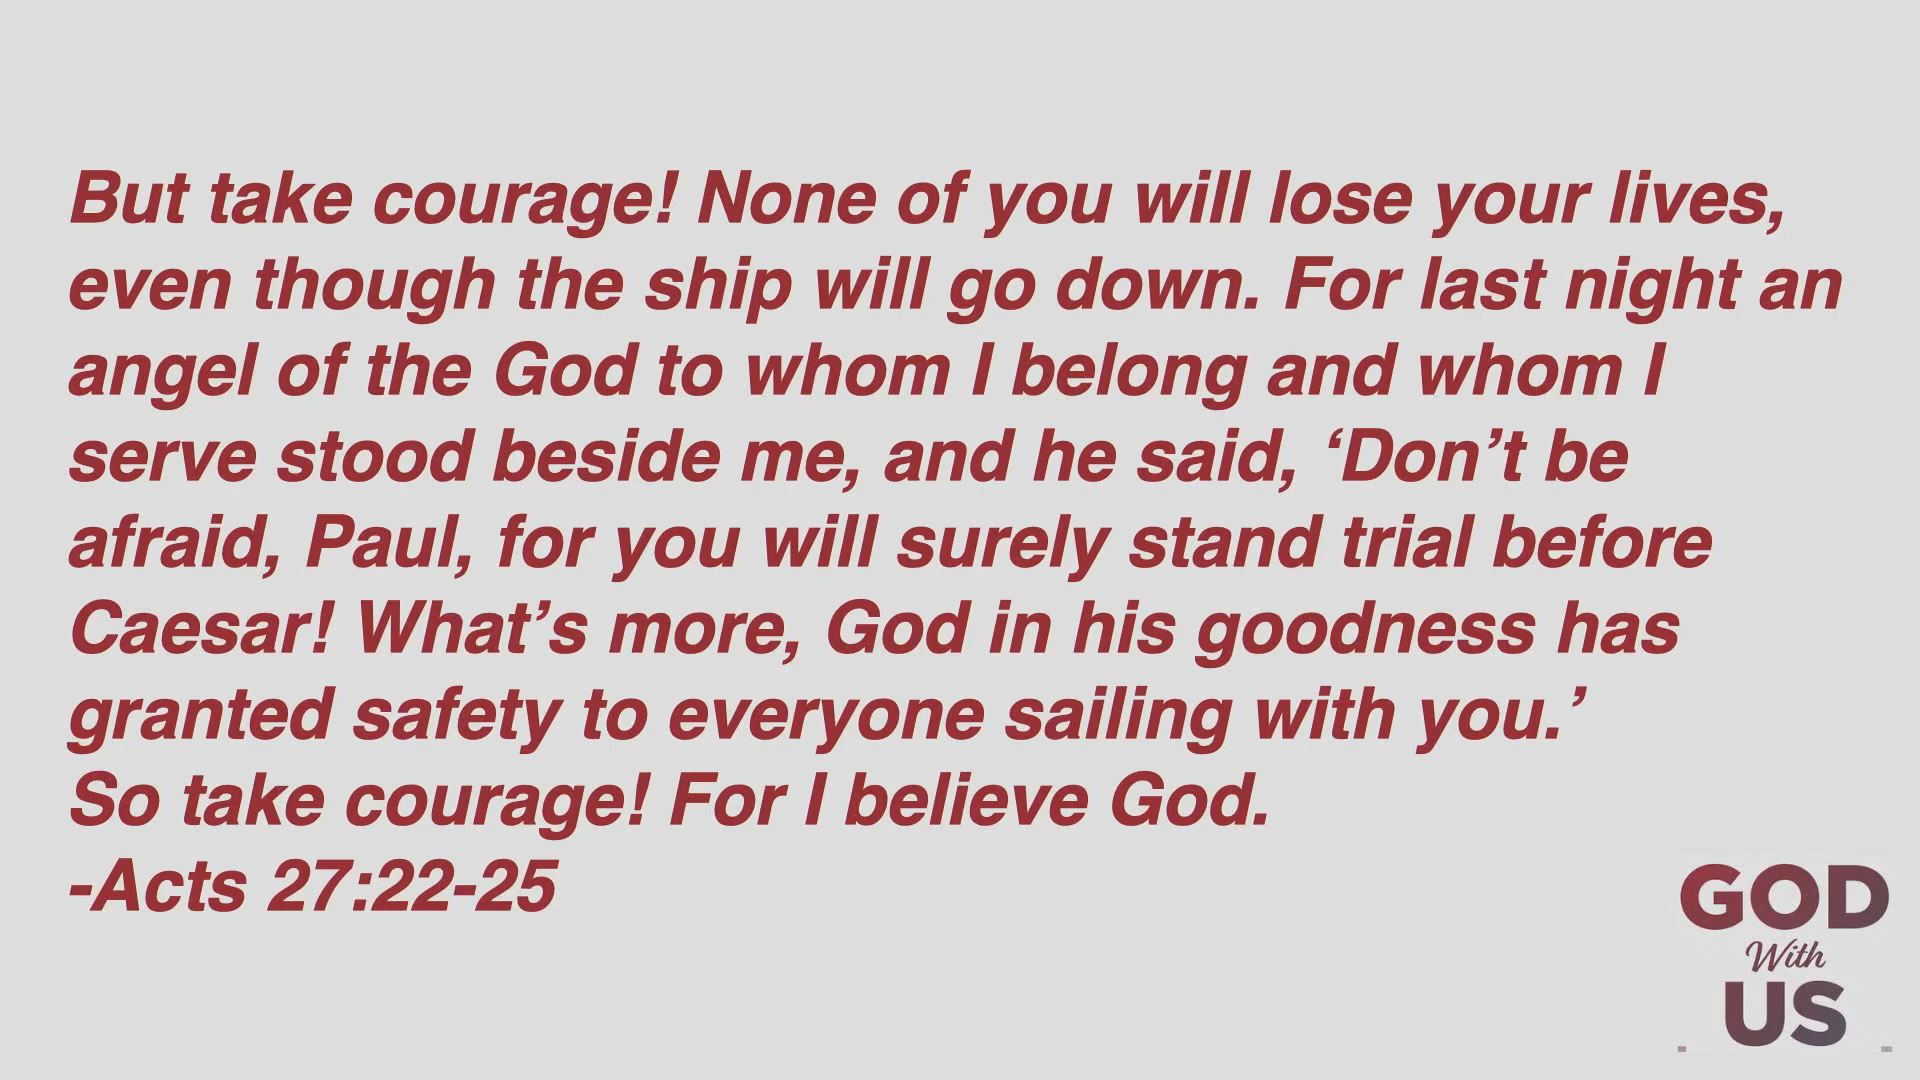 But take courage! None of you will lose your lives,
even though the ship will go down. For last night an
angel of the God to whom I belong and whom I
serve stood beside me, and he said, ‘Don’t be
afraid, Paul, for you will surely stand trial before
Caesar! What’s more, God in his goodness has
granted safety to everyone sailing with you.’
So take courage! For I believe God.
-Acts 27:22-25
GOD
With
US